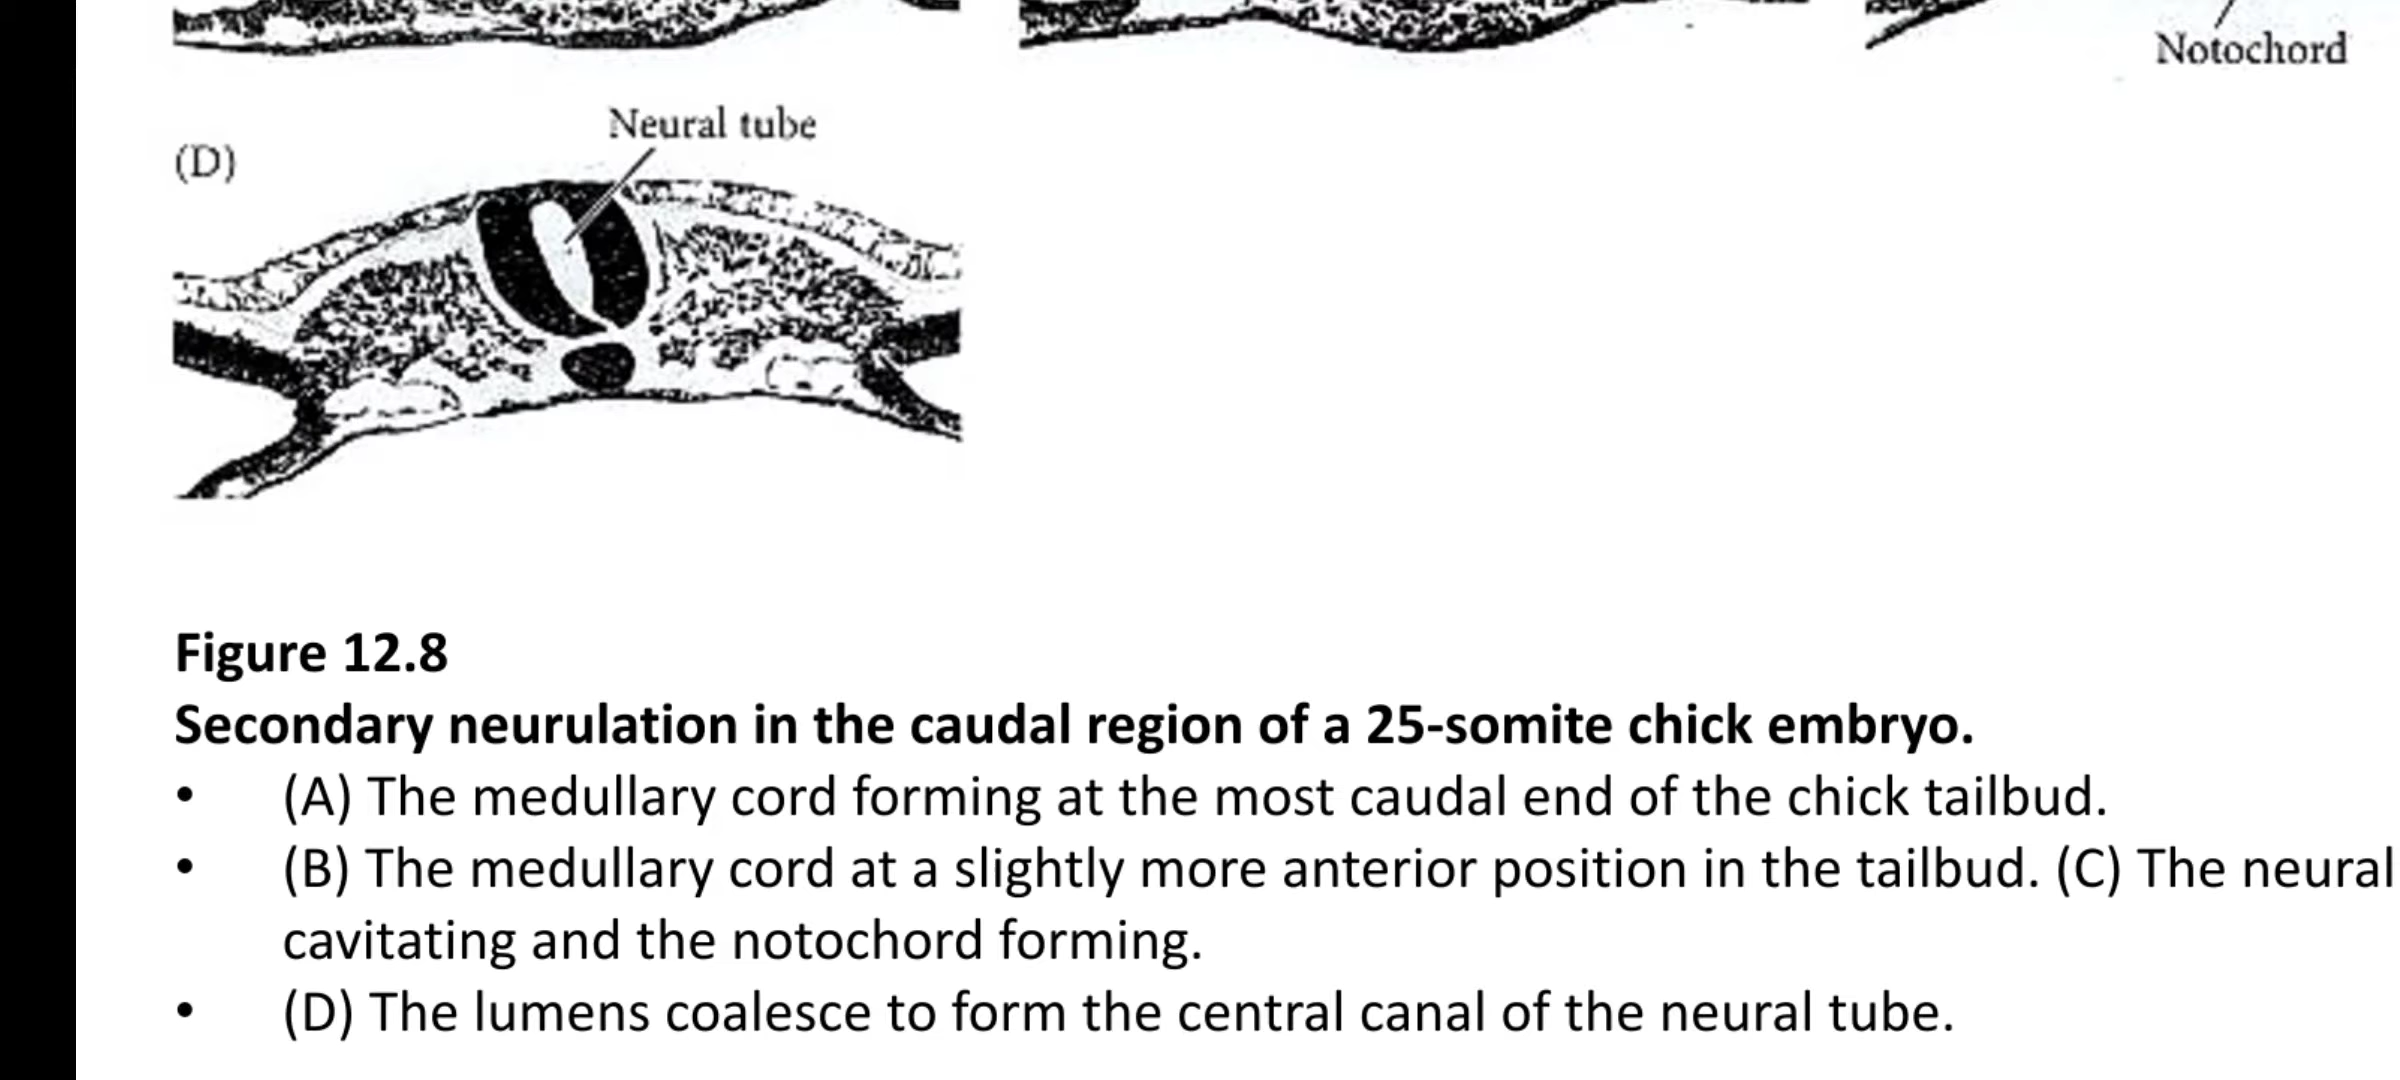 Notochord
Neural tube
(D)
Figure 12.8
Secondary neurulation in the caudal region of a 25-somite chick embryo.
• (A) The medullary cord forming at the most caudal end of the chick tailbud.
• (B) The medullary cord at a slightly more anterior position in the tailbud. (C) The neural
cavitating and the notochord forming.
• (D) The lumens coalesce to form the central canal of the neural tube.